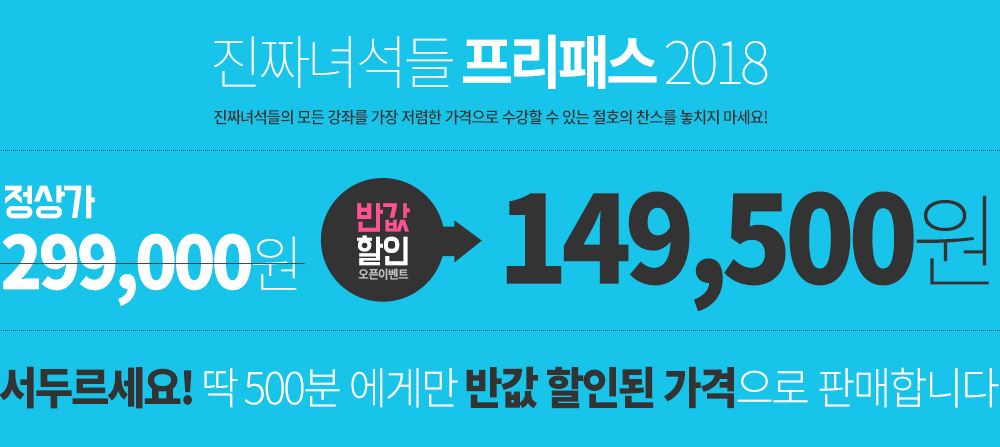 진짜녀석들 프리패스 2018
진짜녀석들의 모든 강좌를 가장 저렴한 가격으로 수강할 수 있는 절호의 찬스를 놓치지 마세요!
정상가
299,000원
반값
할인
오픈이벤트
149,500원
서두르세요! 딱 500분 에게만 반값 할인된 가격으로 판매합니다